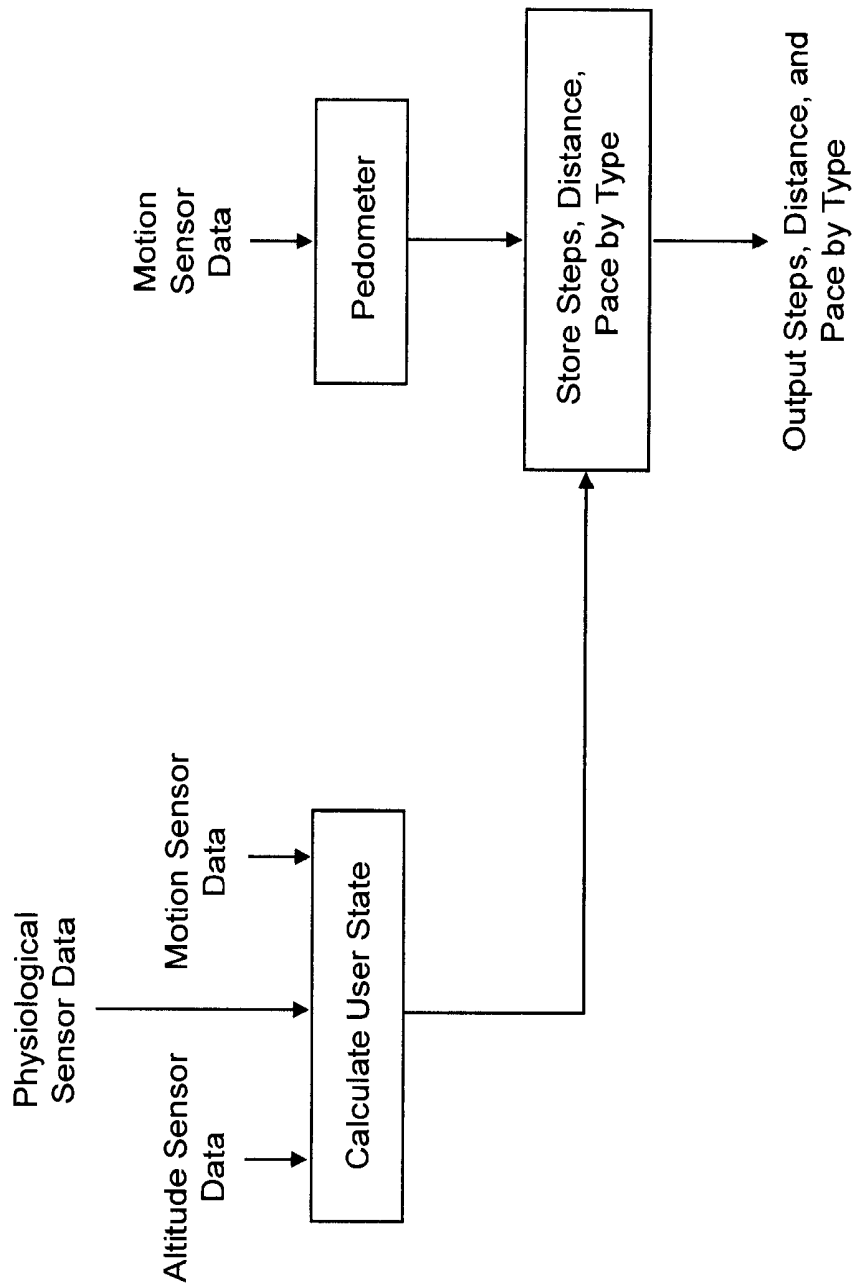 Physiological
Sensor Data
Altitude Sensor
Data
Motion Sensor
Data
Calculate User State
Motion
Sensor
Data
Pedometer
Store Steps, Distance,
Pace by Type
Output Steps, Distance, and
Pace by Type